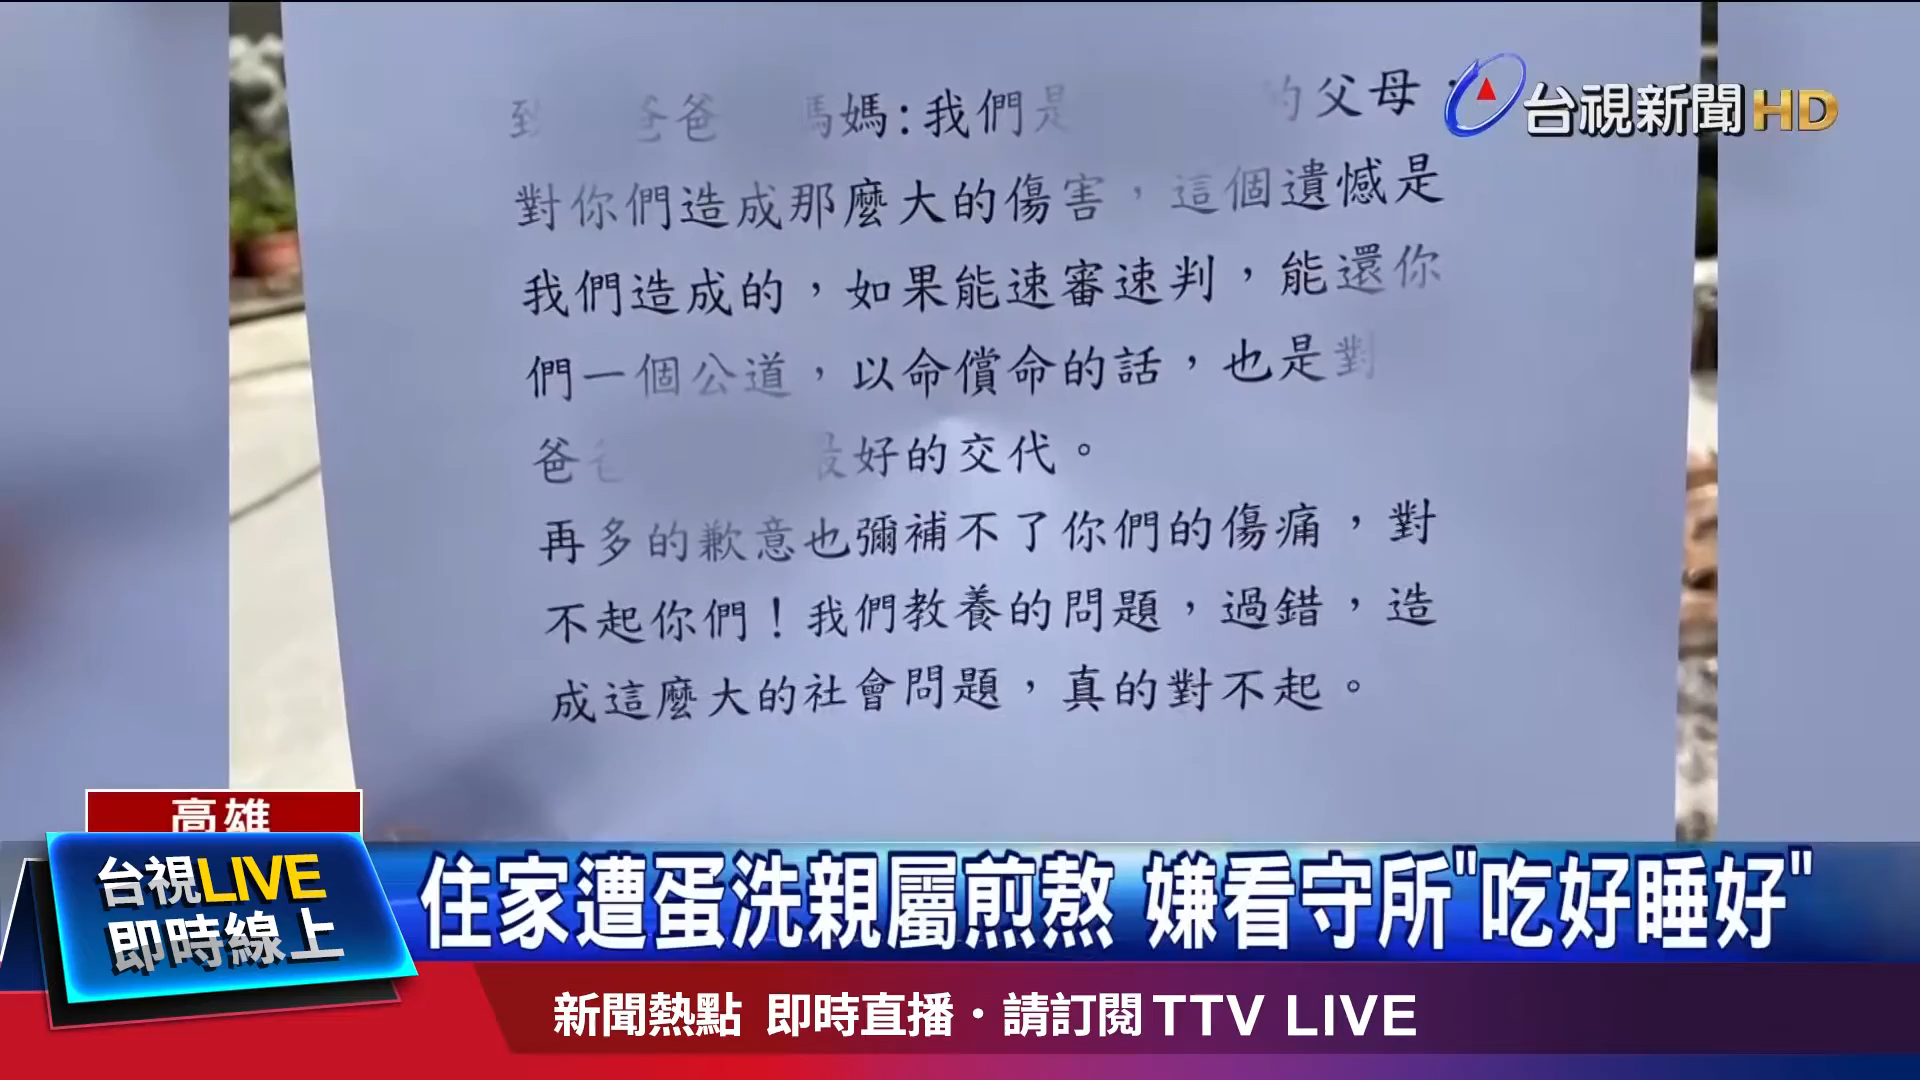 爸 媽:我們是 的父母,
台視新聞HD
對你們造成那麼大的傷害,這個遺憾是
我們造成的,如果能速審速判,能還你
們一個公道,以命償命的話,也是對
爸 最好的交代。
再多的歉意也彌補不了你們的傷痛,對
不起你們!我們教養的問題,過錯,造
成這麼大的社會問題,真的對不起。
高雄
台視LIVE
即時線上
住家遭蛋洗親屬煎熬 嫌看守所"吃好睡好"
新聞熱點 即時直播·請訂閱TTV LIVE